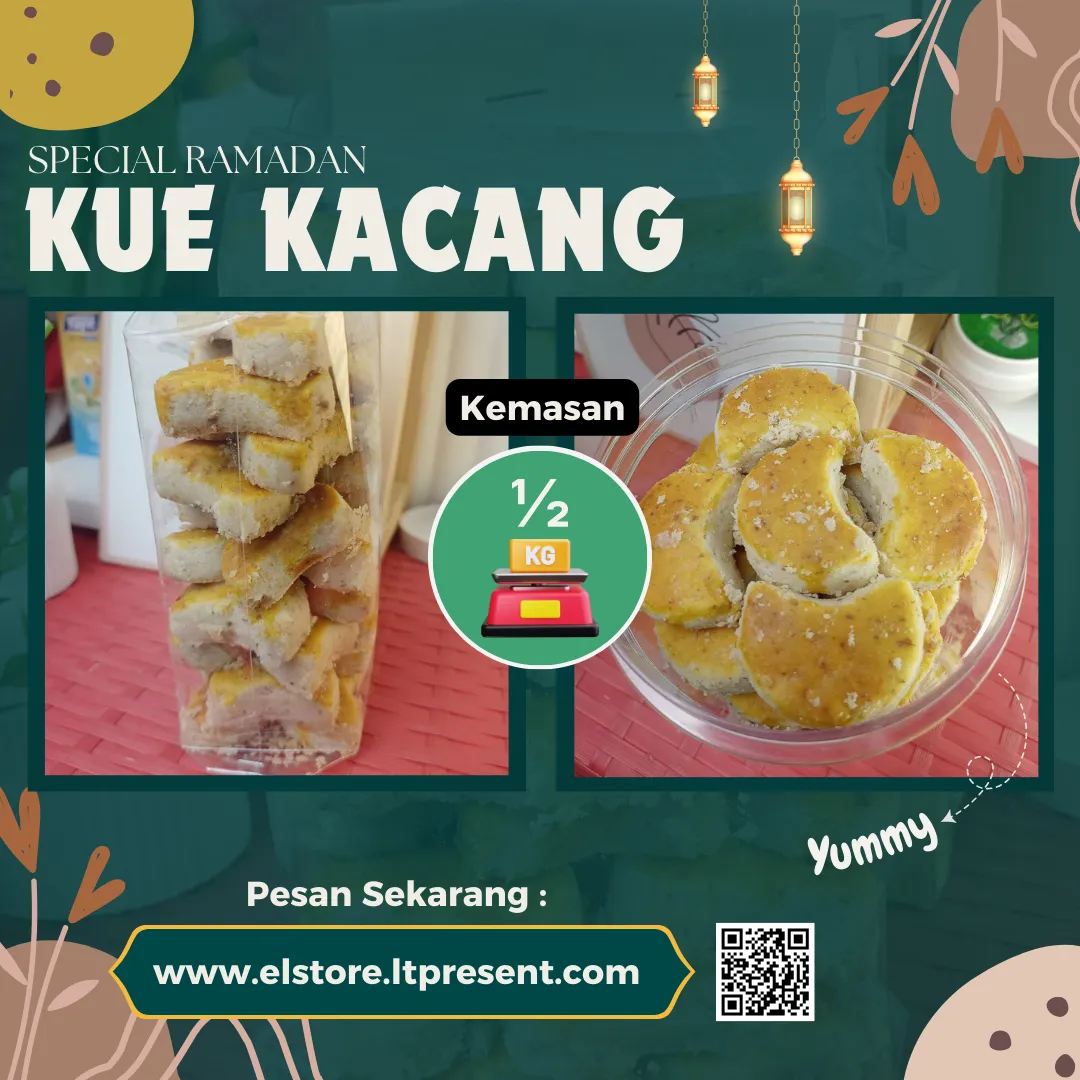 SPECIAL RAMADAN
KUE KACANG
Kemasan
½
KG
Yummy
Pesan Sekarang :
www.elstore.ltpresent.com